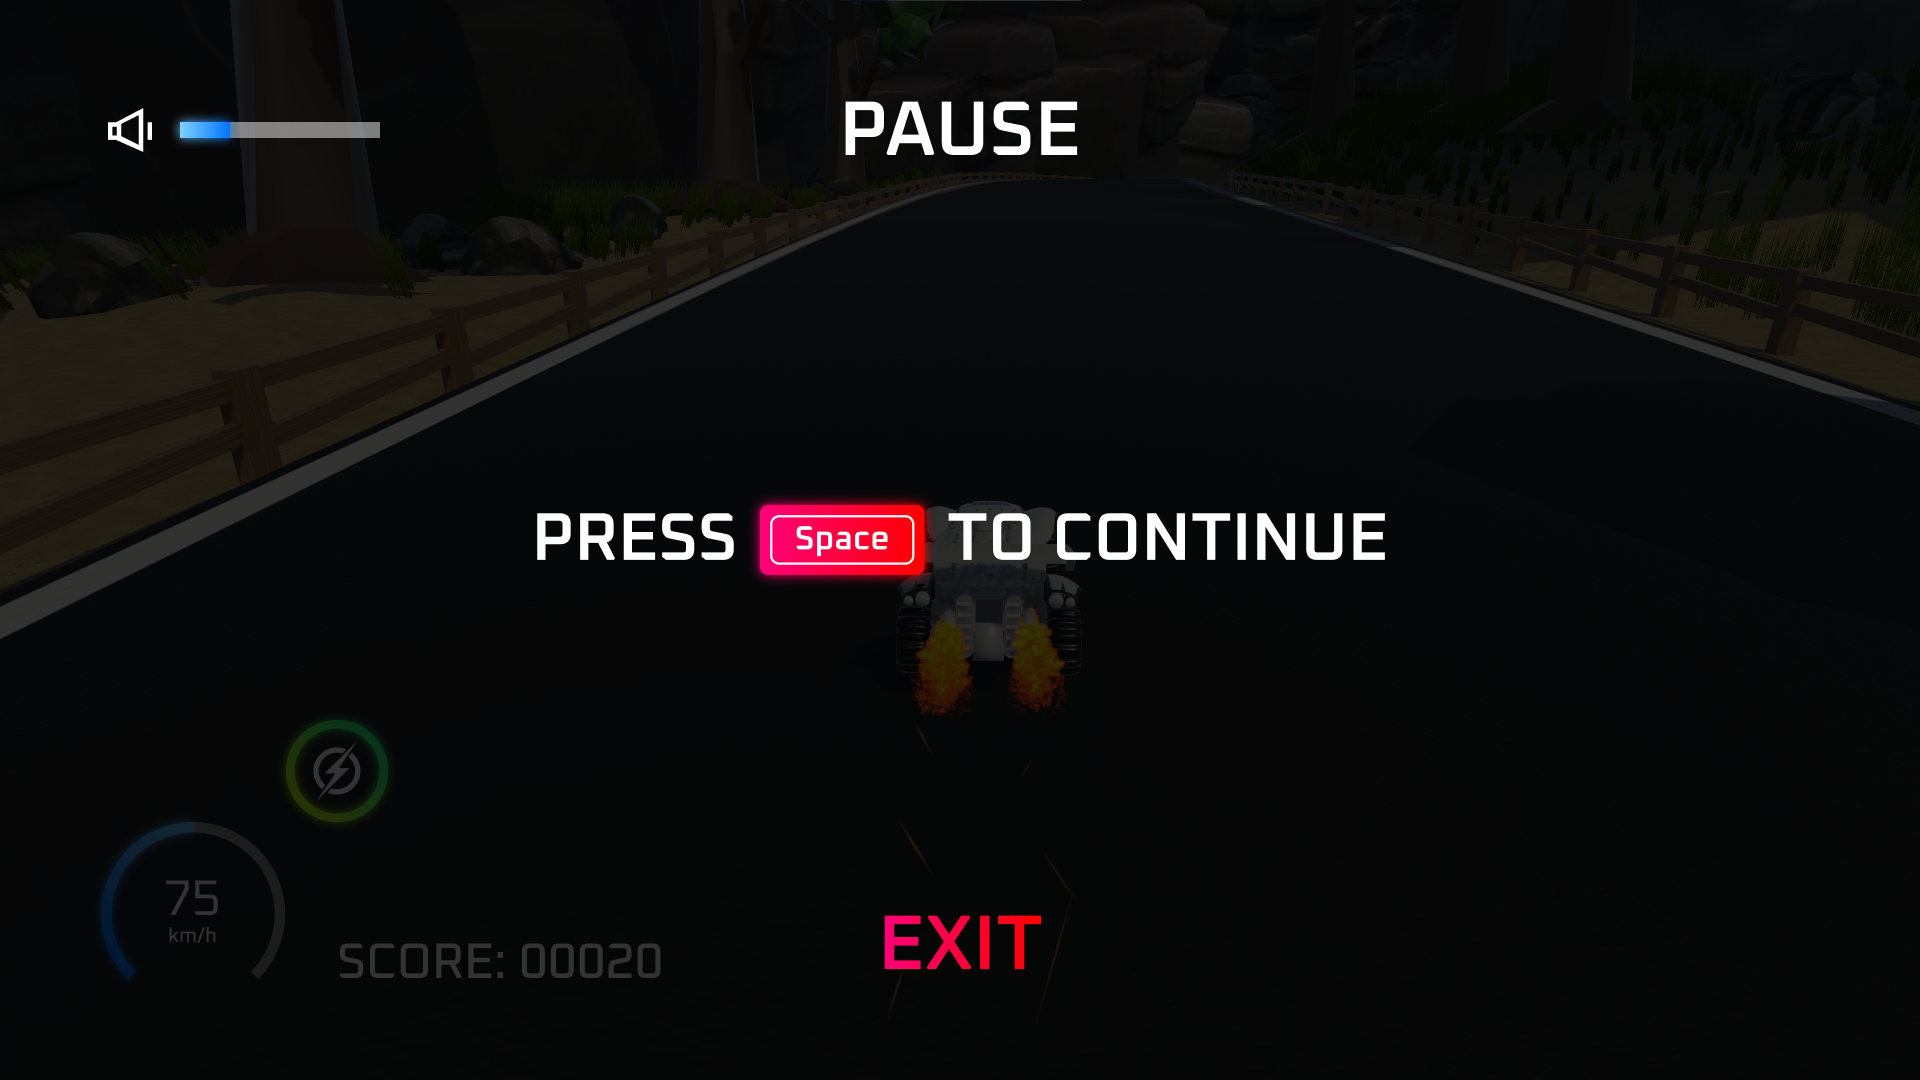 PAUSE
PRESS Space TO CONTINUE
75
km/h
SCORE: 00020
EXIT